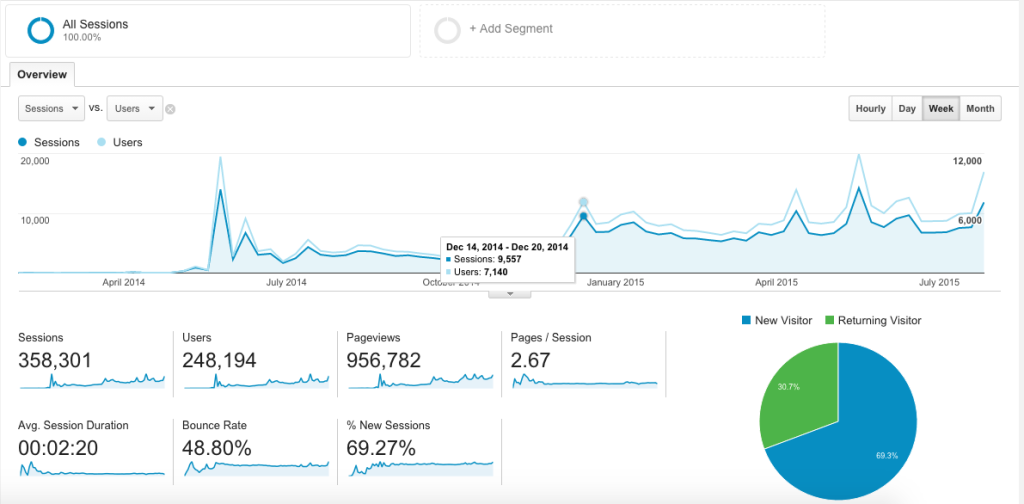 All Sessions
100.00%
+ Add Segment
Overview
Sessions vs. Users
Hourly Day Week Month
Sessions Users
20,000 12,000
10,000 6,000
Dec 14, 2014 - Dec 20, 2014
Sessions: 9,557
Users: 7,140
April 2014 July 2014 January 2015 April 2015 July 2015
Sessions Users Pageviews Pages / Session
358,301 248,194 956,782 2.67
Avg. Session Duration Bounce Rate % New Sessions
00:02:20 48.80% 69.27%
New Visitor Returning Visitor
30.7%
69.3%